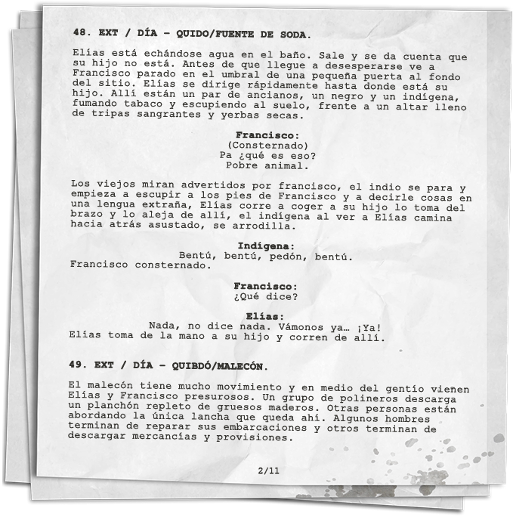 48. EXT / DÍA – QUIDO/FUENTE DE SODA.
Elías está echándose agua en el baño. Sale y se da cuenta que
su hijo no está. Antes de que llegue a desesperarse ve a
Francisco parado en el umbral de una pequeña puerta al fondo
del sitio. Elías se dirige rápidamente hasta donde está su
hijo. Allí están un par de ancianos, un negro y un indígena,
fumando tabaco y escupiendo al suelo, frente a un altar lleno
de tripas sangrantes y yerbas secas.
Francisco:
(Consternado)
Pa ¿qué es eso?
Pobre animal.
Los viejos miran advertidos por francisco, el indio se para y
empieza a escupir a los pies de Francisco y a decirle cosas en
una lengua extraña, Elías corre a coger a su hijo lo toma del
brazo y lo aleja de allí, el indígena al ver a Elías camina
hacia atrás asustado, se arrodilla.
Indígena:
Bentú, bentú, pedón, bentú.
Francisco consternado.
Francisco:
¿Qué dice?
Elías:
Nada, no dice nada. Vámonos ya… ¡Ya!
Elías toma de la mano a su hijo y corren de allí.
49. EXT / DÍA – QUIBDÓ/MALECÓN.
El malecón tiene mucho movimiento y en medio del gentío vienen
Elías y Francisco presurosos. Un grupo de polineros descarga
un planchón repleto de gruesos maderos. Otras personas están
abordando la única lancha que queda ahí. Algunos hombres
terminan de reparar sus embarcaciones y otros terminan de
descargar mercancías y provisiones.
2/11